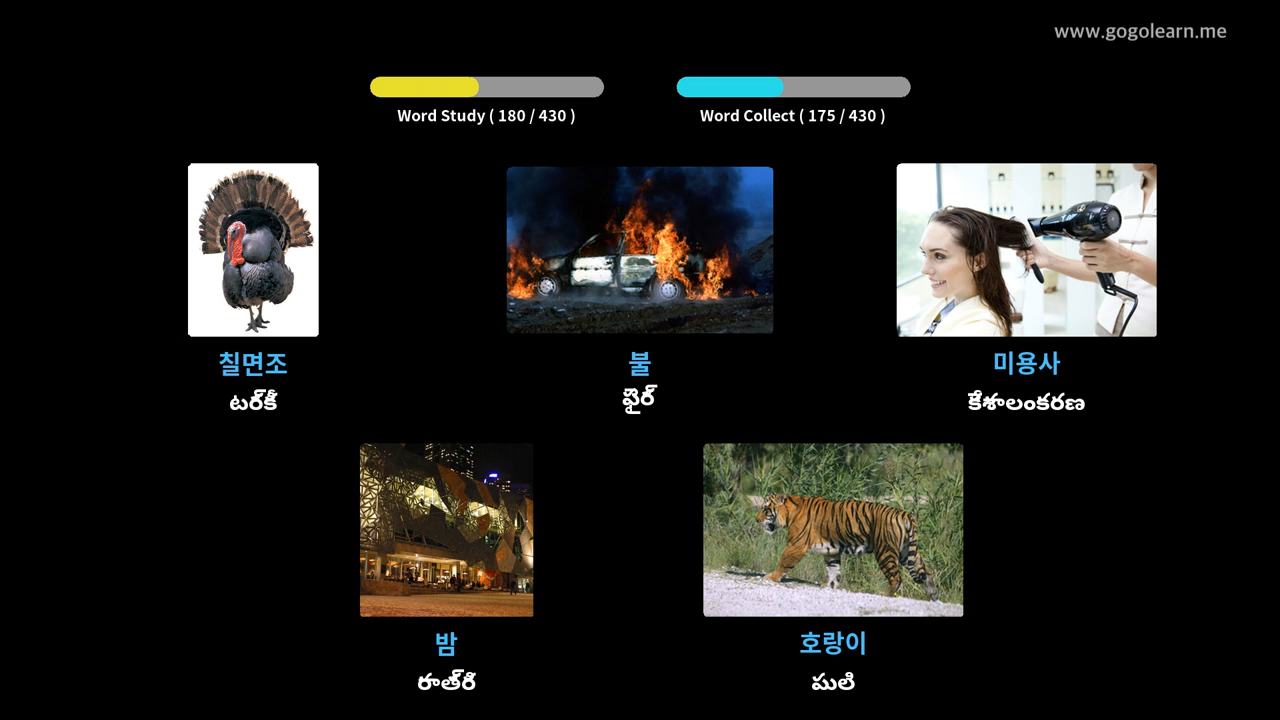 www.gogolearn.me
Word Study ( 180 / 430 )
Word Collect ( 175 / 430 )
칠면조
టర్కీ
불
ఫైర్
미용사
కేశాలంకరణ
밤
రాత్రి
호랑이
పులి